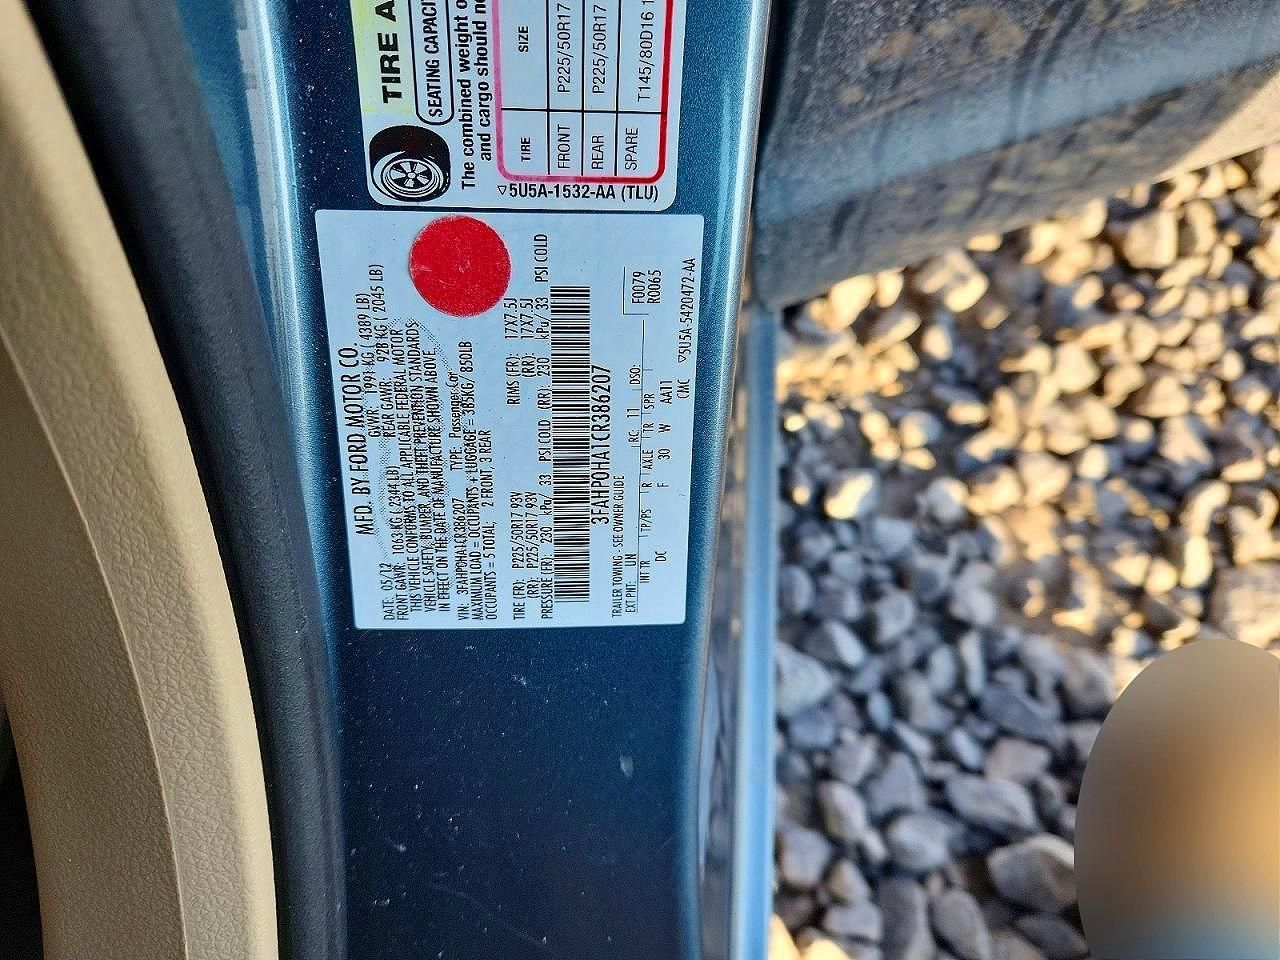 TIRE A
SEATING CAPACI
The combined weight o
and cargo should n
TIRE SIZE
FRONT P225/50R17
REAR P225/50R17
SPARE T145/80D16 1
5U5A-1532-AA (TLU)
MFD. BY FORD MOTOR CO.
DATE: 05/12 GVWR: 1991 KG ( 4389 LB)
FRONT GAWR: 1063 KG ( 2344 LB) REAR GAWR: 928 KG ( 2045 LB)
THIS VEHICLE CONFORMS TO ALL APPLICABLE FEDERAL MOTOR
VEHICLE SAFETY, BUMPER, AND THEFT PREVENTION STANDARDS
IN EFFECT ON THE DATE OF MANUFACTURE SHOWN ABOVE.
VIN: 3FAHP0HA1CR386207 TYPE: Passenger Car
MAXIMUM LOAD = OCCUPANTS + LUGGAGE = 385KG/ 850LB
OCCUPANTS = 5 TOTAL; 2 FRONT, 3 REAR
TIRE (FR): P225/50R17 93V RIMS (FR): 17X7.5J
(RR): P225/50R17 93V (RR): 17X7.5J
PRESSURE (FR): 230 kPa/ 33 PSI COLD (RR): 230 kPa/ 33 PSI COLD
3FAHP0HA1CR386207
TRAILER TOWING - SEE OWNER GUIDE F0079
R0065
EXT PNT: UN RC: 11 DSO:
INT TR TP/PS R AXLE TR SPR
DC F 30 W AA11
CMC 5U5A-5420472-AA